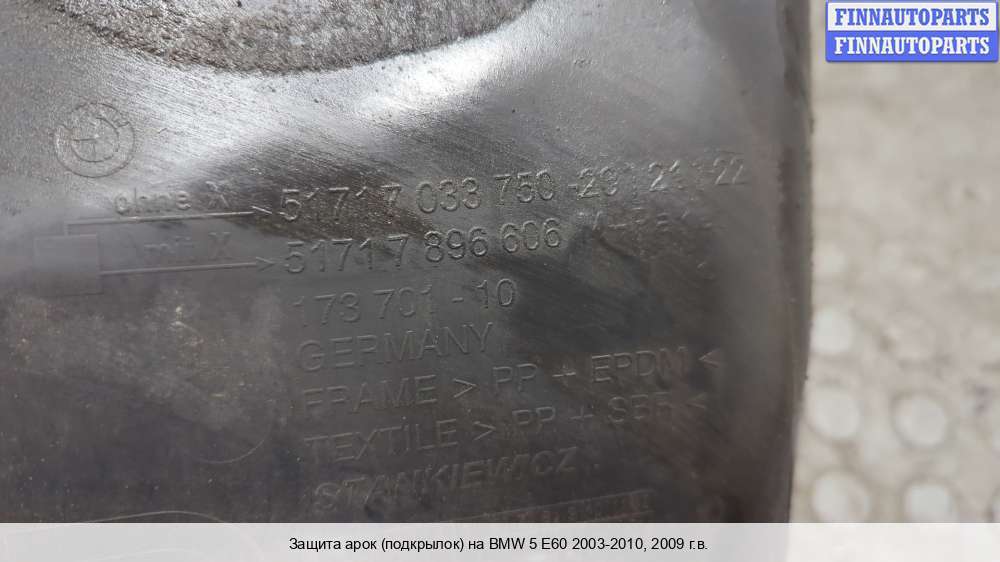 FINNAUTOPARTS
FINNAUTOPARTS
ohne X
51717 033 750
mit X
51717 896 606
173 701 - 10
GERMANY
FRAME > PP + EPDM <
TEXTILE > PP + SBR <
STANKIEWICZ
Защита арок (подкрылок) на BMW 5 E60 2003-2010, 2009 г.в.